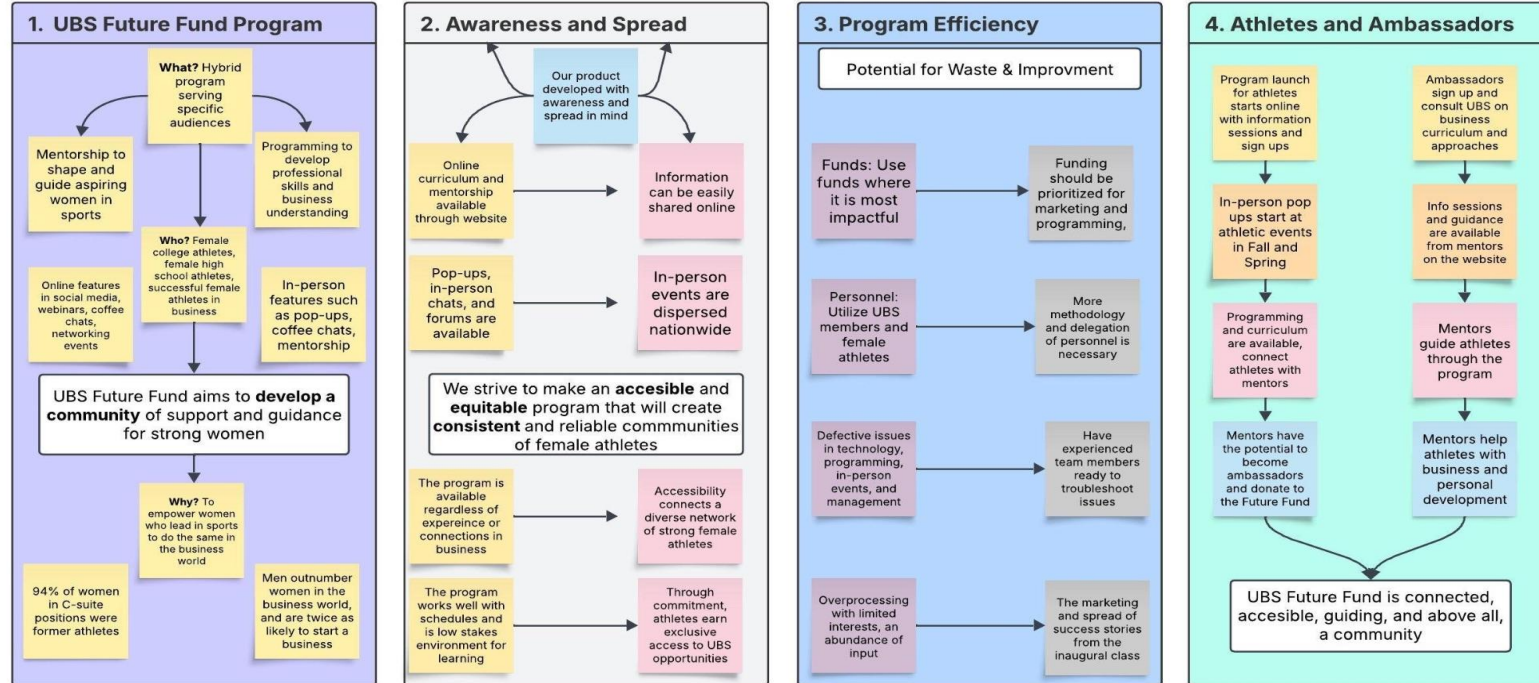 1. UBS Future Fund Program
What? Hybrid
program
serving
specific
audiences
Mentorship to
shape and
guide aspiring
women in
sports
Programming to
develop
professional
skills and
business
understanding
Who? Female
college athletes,
female high
school athletes,
successful female
athletes in
business
Online features
in social media,
webinars, coffee
chats,
networking
events
In-person
features such
as pop-ups,
coffee chats,
mentorship
UBS Future Fund aims to develop a
community of support and guidance
for strong women
Why? To
empower women
who lead in sports
to do the same in
the business
world
94% of women
in C-suite
positions were
former athletes
Men outnumber
women in the
business world,
and are twice as
likely to start a
business
2. Awareness and Spread
Our product
developed with
awareness and
spread in mind
Online
curriculum and
mentorship
available
through website
Information
can be easily
shared online
Pop-ups,
in-person
chats, and
forums are
available
In-person
events are
dispersed
nationwide
We strive to make an accesible and
equitable program that will create
consistent and reliable commmunities
of female athletes
The program is
available
regardless of
expereince or
connections in
business
Accessibility
connects a
diverse network
of strong female
athletes
The program
works well with
schedules and
is low stakes
environment for
learning
Through
commitment,
athletes earn
exclusive
access to UBS
opportunities
3. Program Efficiency
Potential for Waste & Improvment
Funds: Use
funds where
it is most
impactful
Funding
should be
prioritized for
marketing and
programming,
Personnel:
Utilize UBS
members and
female
athletes
More
methodology
and delegation
of personnel is
necessary
Defective issues
in technology,
programming,
in-person
events, and
management
Have
experienced
team members
ready to
troubleshoot
issues
Overprocessing
with limited
interests, an
abundance of
input
The marketing
and spread of
success stories
from the
inaugural class
4. Athletes and Ambassadors
Program launch
for athletes
starts online
with information
sessions and
sign ups
Ambassadors
sign up and
consult UBS on
business
curriculum and
approaches
In-person pop
ups start at
athletic events
in Fall and
Spring
Info sessions
and guidance
are available
from mentors
on the website
Programming
and curriculum
are available,
connect
athletes with
mentors
Mentors
guide athletes
through the
program
Mentors have
the potential to
become
ambassadors
and donate to
the Future Fund
Mentors help
athletes with
business and
personal
development
UBS Future Fund is connected,
accesible, guiding, and above all,
a community